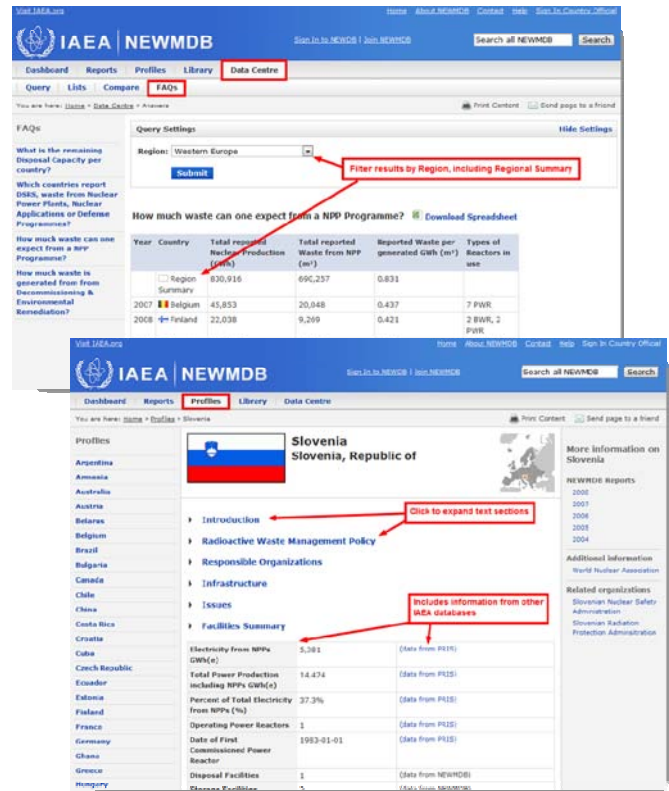 Visit IAEA.org
Home About NEWMDB Contact Help Sign In Country Official
IAEA NEWMDB
Sign In to NEWMDB | Join NEWMDB
Search all NEWMDB Search
Dashboard Reports Profiles Library Data Centre
Query Lists Compare FAQs
You are here: Home • Data Centre • Answers
Print Content Send page to a friend
FAQs
What is the remaining
Disposal Capacity per
country?
Which countries report
DSRS, waste from Nuclear
Power Plants, Nuclear
Applications or Defense
Programmes?
How much waste can one
expect from a NPP
Programme?
How much waste is
generated from from
Decommissioning &
Environmental
Remediation?
Query Settings
Hide Settings
Region: Western Europe
Submit
Filter results by Region, including Regional Summary
How much waste can one expect from a NPP Programme? Download Spreadsheet
Year Country Total reported Nuclear Production (GWh) Total reported Waste from NPP (m³) Reported Waste per generated GWh (m³) Types of Reactors in use
Region Summary 830,916 690,257 0.831
2007 Belgium 45,853 20,048 0.437 7 PWR
2008 Finland 22,038 9,269 0.421 2 BWR, 2 PWR
Visit IAEA.org
Home About NEWMDB Contact Help Sign In Country Official
IAEA NEWMDB
Sign In to NEWMDB | Join NEWMDB
Search all NEWMDB Search
Dashboard Reports Profiles Library Data Centre
You are here: Home • Profiles • Slovenia
Print Content Send page to a friend
Profiles
Argentina
Armenia
Australia
Austria
Belarus
Belgium
Brazil
Bulgaria
Canada
Chile
China
Costa Rica
Croatia
Cuba
Czech Republic
Ecuador
Estonia
Finland
France
Germany
Ghana
Greece
Hungary
Slovenia
Slovenia, Republic of
Introduction
Radioactive Waste Management Policy
Responsible Organizations
Infrastructure
Issues
Facilities Summary
Click to expand text sections
Includes information from other
IAEA databases
Electricity from NPPs GWh(e) 5,281 (data from PRIS)
Total Power Production including NPPs GWh(e) 14,474 (data from PRIS)
Percent of Total Electricity from NPPs (%) 37.3% (data from PRIS)
Operating Power Reactors 1 (data from PRIS)
Date of First Commissioned Power Reactor 1983-01-01 (data from PRIS)
Disposal Facilities 1 (data from NEWMDB)
Storage Facilities (data from NEWMDB)
More information on
Slovenia
NEWMDB Reports
2008
2007
2006
2005
2004
Additional information
World Nuclear Association
Related organizations
Slovenian Nuclear Safety
Administration
Slovenian Radiation
Protection Administration